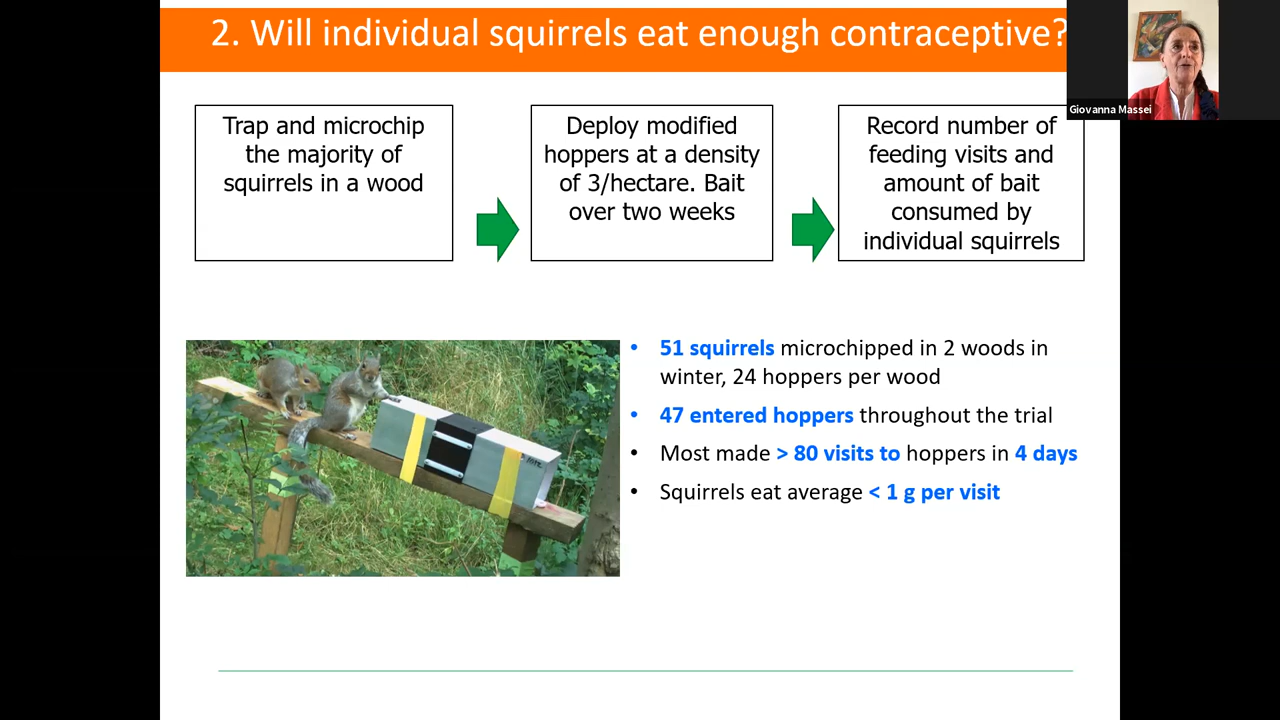 2. Will individual squirrels eat enough contraceptive?
Giovanna Massei
Trap and microchip
the majority of
squirrels in a wood
Deploy modified
hoppers at a density
of 3/hectare. Bait
over two weeks
Record number of
feeding visits and
amount of bait
consumed by
individual squirrels
• 51 squirrels microchipped in 2 woods in
winter, 24 hoppers per wood
• 47 entered hoppers throughout the trial
• Most made > 80 visits to hoppers in 4 days
• Squirrels eat average < 1 g per visit